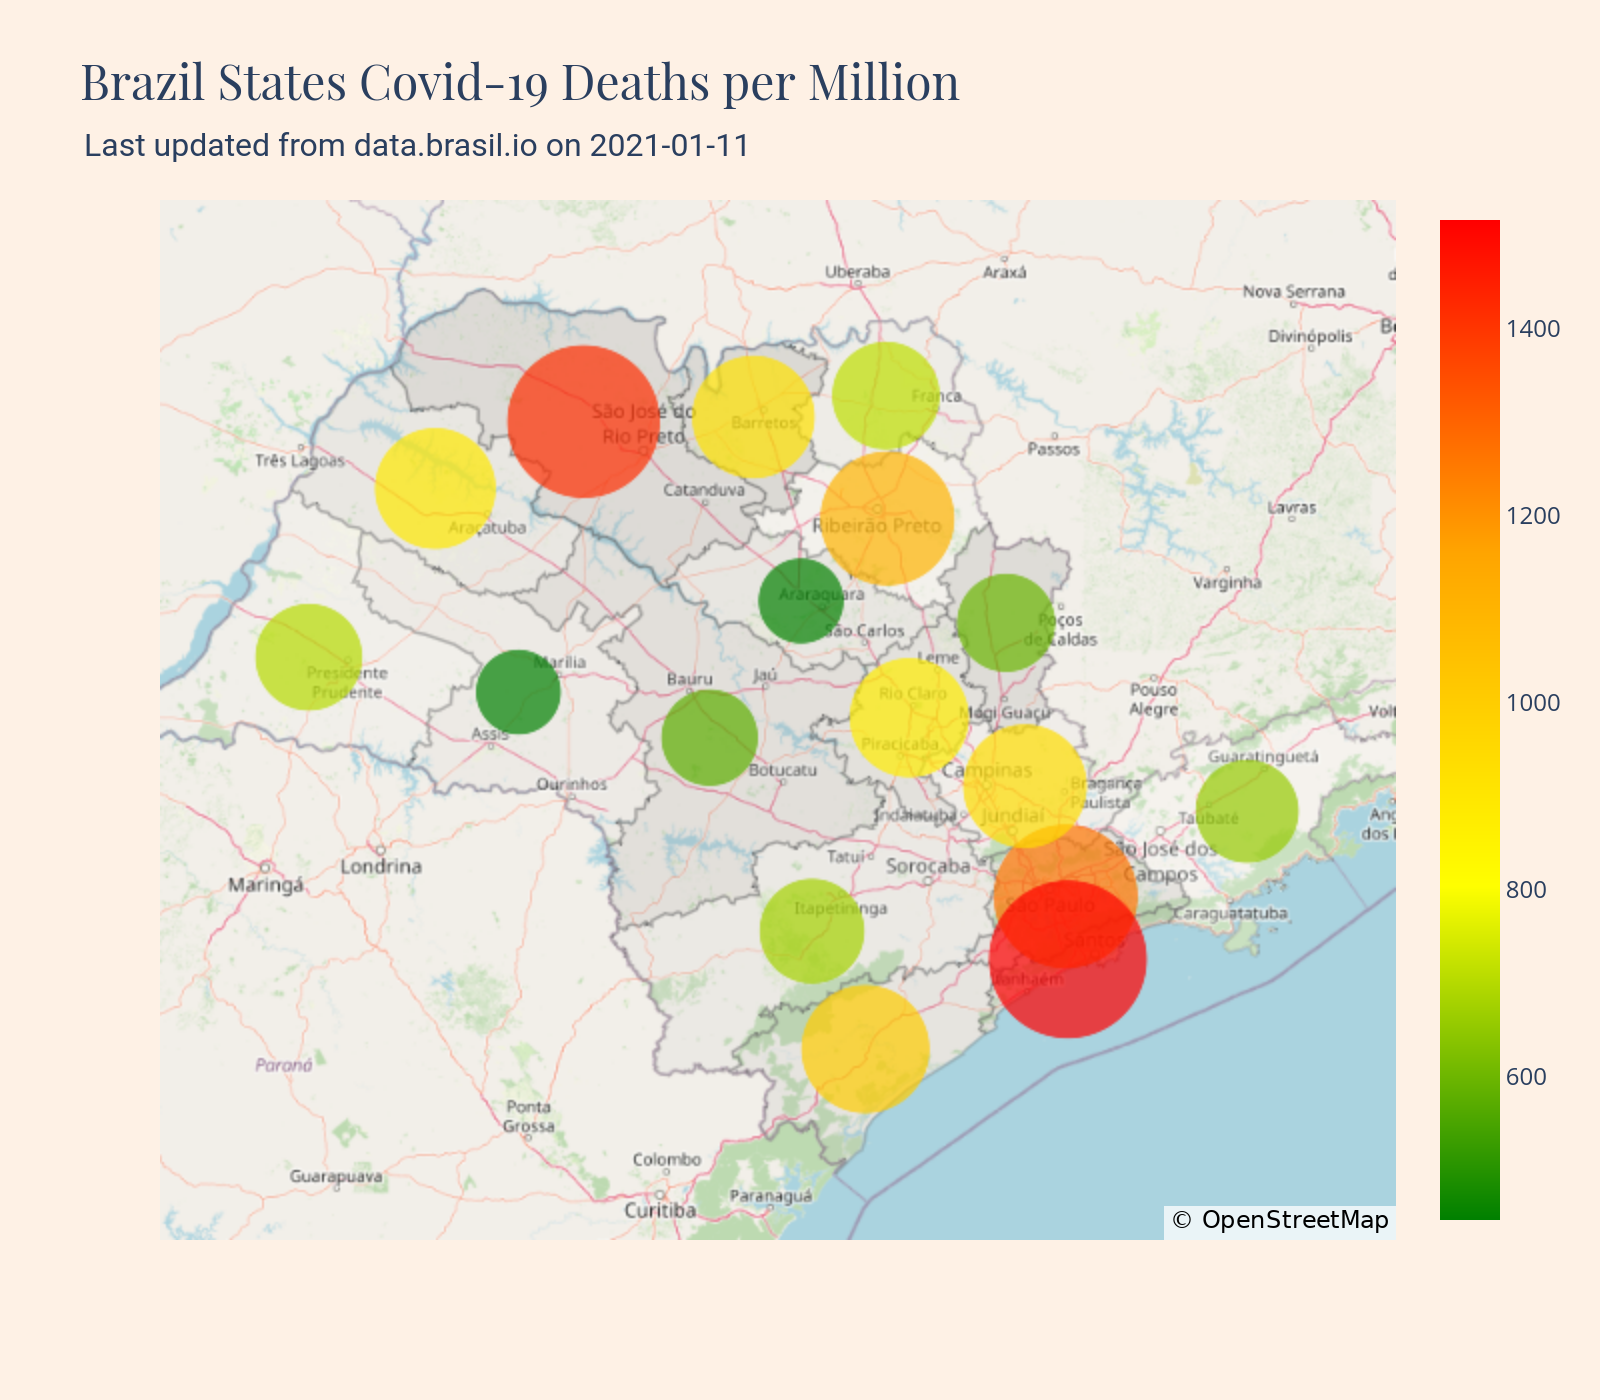 Brazil States Covid-19 Deaths per Million
Last updated from data.brasil.io on 2021-01-11
Uberaba
Araxá
Nova Serrana
Divinópolis
1400
São José do
Rio Preto
Barretos
Franca
Passos
Três Lagoas
Catanduva
Araçatuba
Ribeirão Preto
Lavras
1200
Varginha
Araraquara
São Carlos
Poços
de Caldas
Leme
Marília
Presidente
Prudente
Bauru
Jaú
Rio Claro
Mogi Guaçu
Pouso
Alegre
1000
Assis
Piracicaba
Guaratinguetá
Botucatu
Campinas
Ourinhos
Bragança
Paulista
Indaiatuba
Jundiaí
Taubaté
Londrina
Maringá
Tatuí
Sorocaba
São José dos
Campos
800
Itapetininga
São Paulo
Caraguatatuba
Santos
Itanhaém
Paraná
600
Ponta
Grossa
Colombo
Guarapuava
Paranaguá
Curitiba
© OpenStreetMap